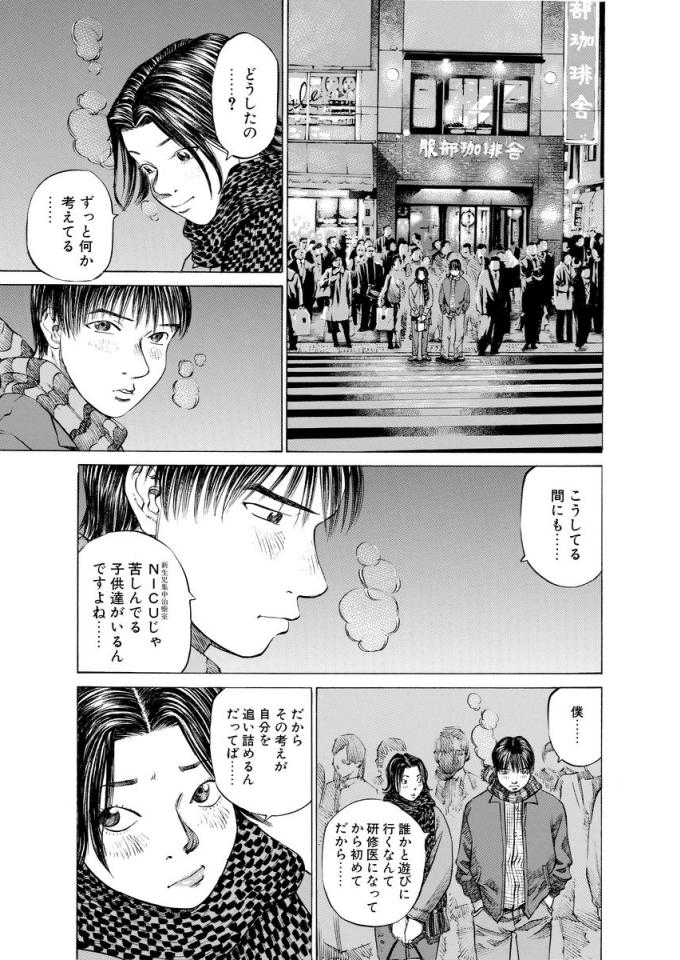 部珈琲舎
服部珈琲舎
どうしたの
……？
ずっと何か
考えてる
……
こうしてる
間にも……
新生児集中治療室
ＮＩＣＵじゃ
苦しんでる
子供達がいるん
ですよね……
僕……
誰かと遊びに
行くなんて
研修医になって
から初めて
だから……
だから
その考えが
自分を
追い詰めるん
だってば……